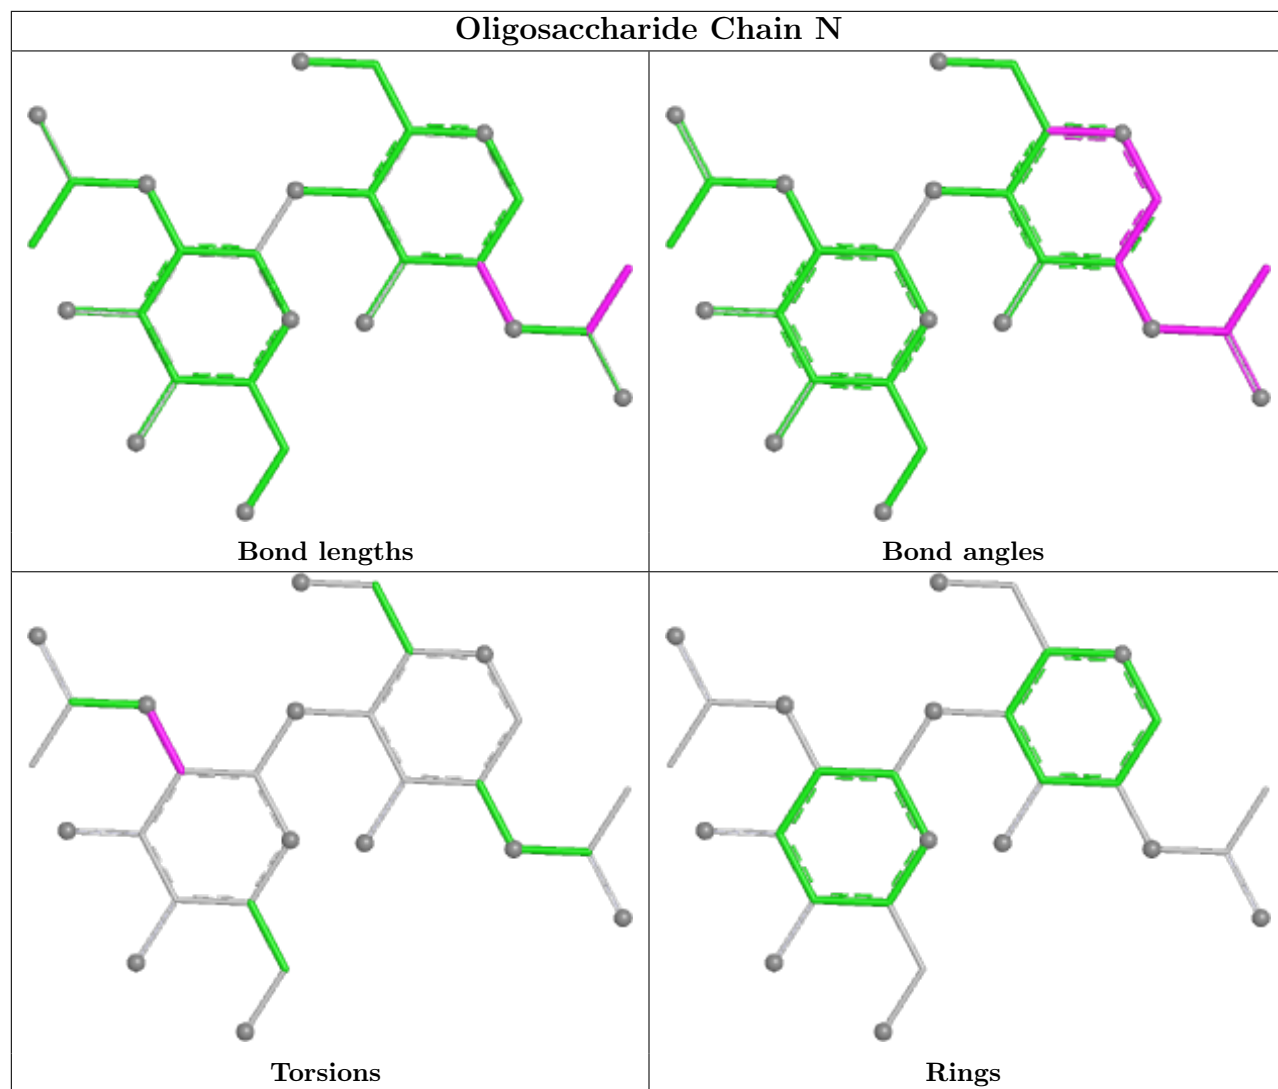 Oligosaccharide Chain N
Bond lengths
Bond angles
Torsions
Rings